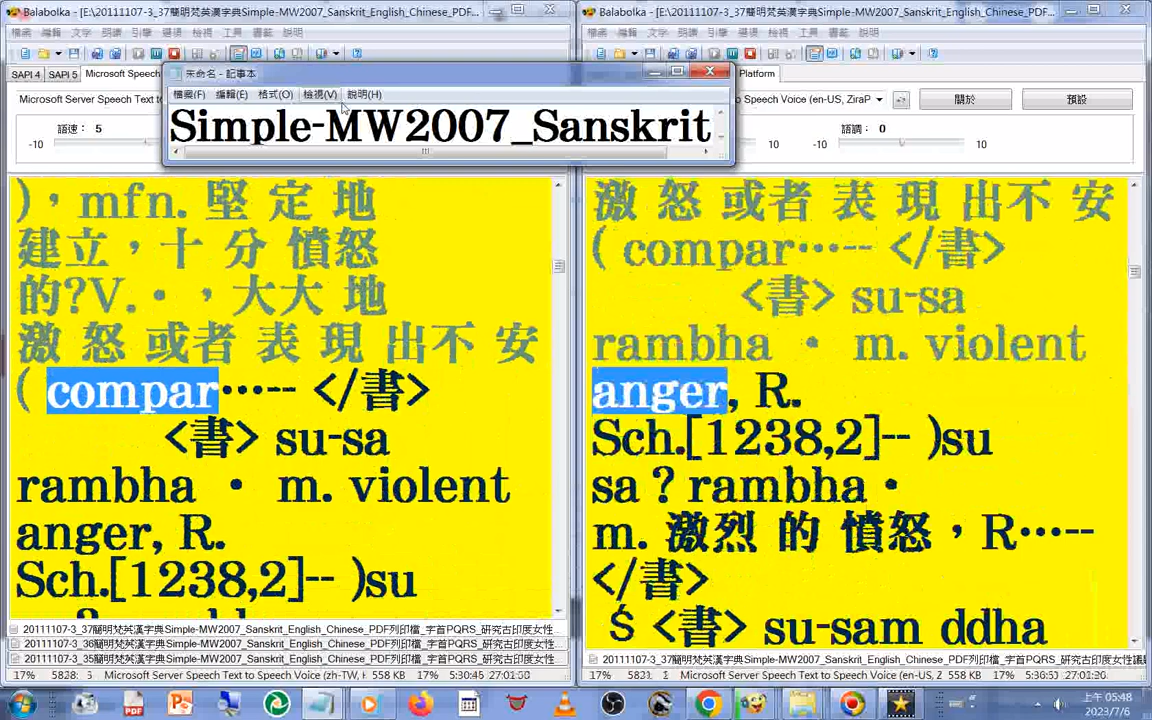 Balabolka - [E:\20111107-3_37簡明梵英漢字典Simple-MW2007_Sanskrit_English_Chinese_PDF...
Balabolka - [E:\20111107-3_37簡明梵英漢字典Simple-MW2007_Sanskrit_English_Chinese_PDF...
檔案 編輯 文字 朗讀 引擎 選項 檢視 工具 書籤 說明
檔案 編輯 文字 朗讀 引擎 選項 檢視 工具 書籤 說明
SAPI 4 SAPI 5 Microsoft Speech
Platform
未命名 - 記事本
檔案(F) 編輯(E) 格式(O) 檢視(V) 說明(H)
Simple-MW2007_Sanskrit
Microsoft Server Speech Text to
Speech Voice (en-US, ZiraP
關於
預設
語速： 5
-10
10
語調： 0
-10
10
)，mfn. 堅 定 地
建立，十 分 憤怒
的?V.•，大大 地
激 怒 或者 表 現 出不 安
( compar…-- </書>
<書> su-sa
rambha • m. violent
anger, R.
Sch.[1238,2]-- )su
激 怒 或者 表 現 出不 安
( compar…-- </書>
<書> su-sa
rambha • m. violent
anger, R.
Sch.[1238,2]-- )su
sa ? rambha •
m. 激烈 的 憤怒，R…--
</書>
Ś <書> su-sam ddha
20111107-3_37簡明梵英漢字典Simple-MW2007_Sanskrit_English_Chinese_PDF列印檔_字首PQRS_研究古印度女性...
20111107-3_36簡明梵英漢字典Simple-MW2007_Sanskrit_English_Chinese_PDF列印檔_字首PQRS_研究古印度女性...
20111107-3_35簡明梵英漢字典Simple-MW2007_Sanskrit_English_Chinese_PDF列印檔_字首PQRS_研究古印度女性...
20111107-3_37簡明梵英漢字典Simple-MW2007_Sanskrit_English_Chinese_PDF列印檔_字首PQRS_研究古印度女性議
17% 5828: 6 Microsoft Server Speech Text to Speech Voice (zh-TW, H 558 KB 5:30:45 27:01:50
17% Microsoft Server Speech Text to Speech Voice (en-US, Z 558 KB 27:01:20
上午 05:48
2023/7/6